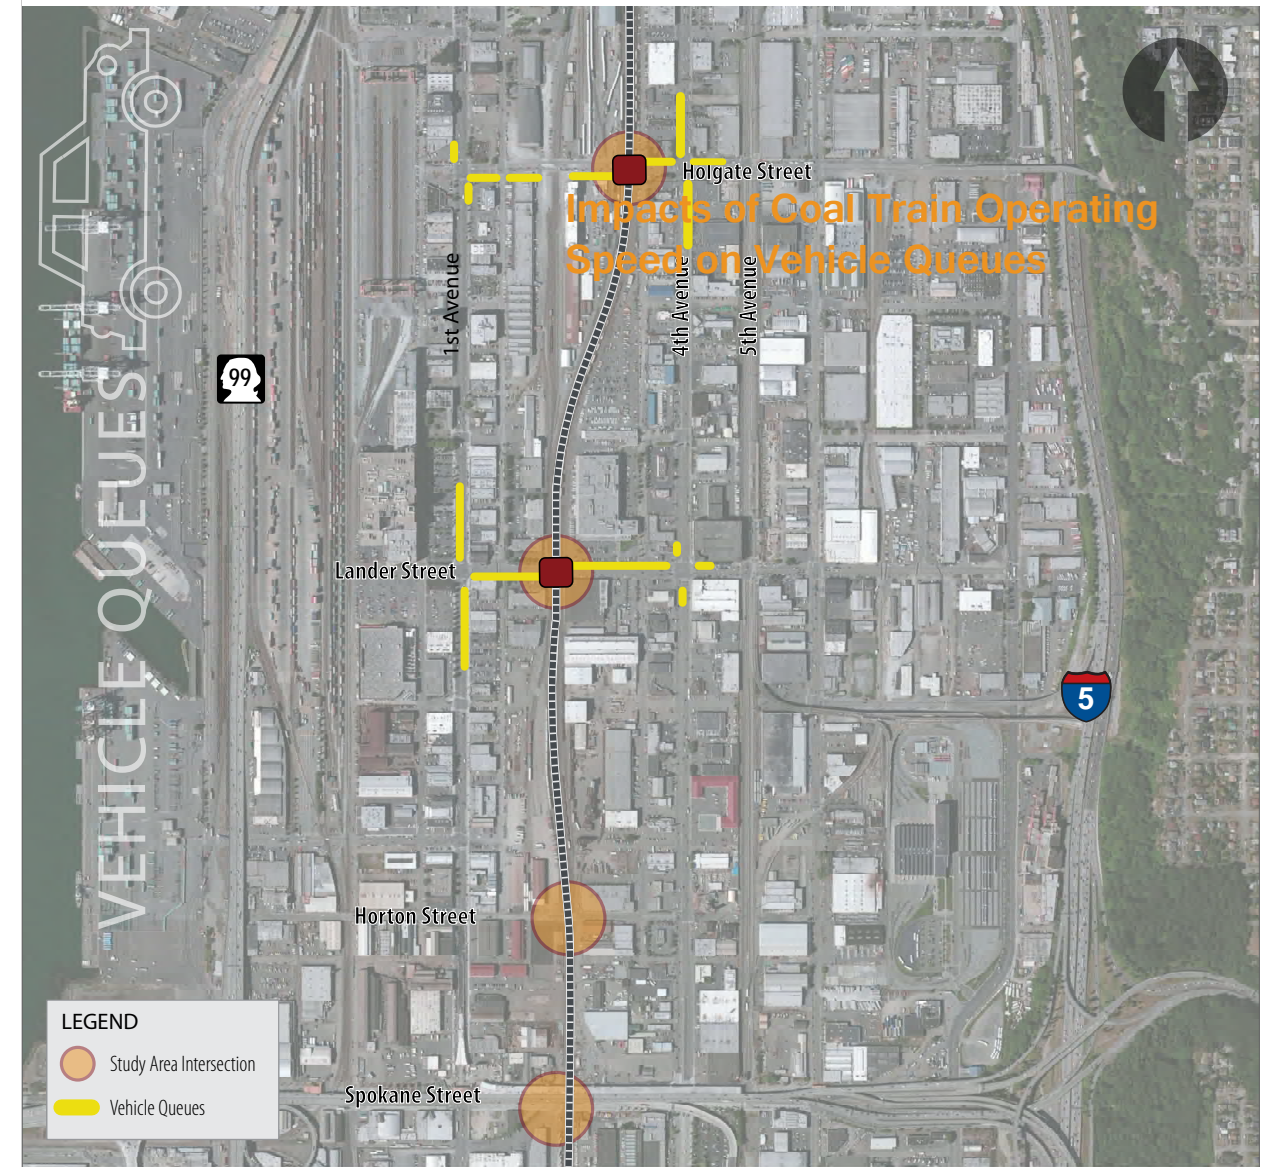 Holgate Street
Impacts of Coal Train Operating
Speed on Vehicle Queues
1st Avenue
4th Avenue
5th Avenue
99
VEHICLE QUEUES
Lander Street
5
Horton Street
LEGEND
Study Area Intersection
Vehicle Queues
Spokane Street